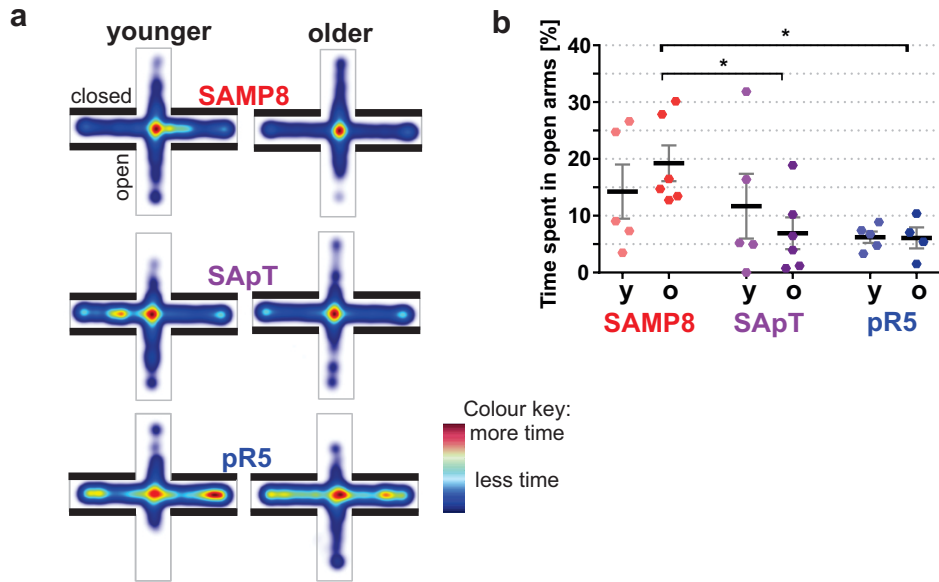 a
younger
older
closed
SAMP8
open
SApT
pR5
Colour key:
more time
less time
b
Time spent in open arms [%]
40
30
20
10
0
*
*
y o y o y o
SAMP8 SApT pR5